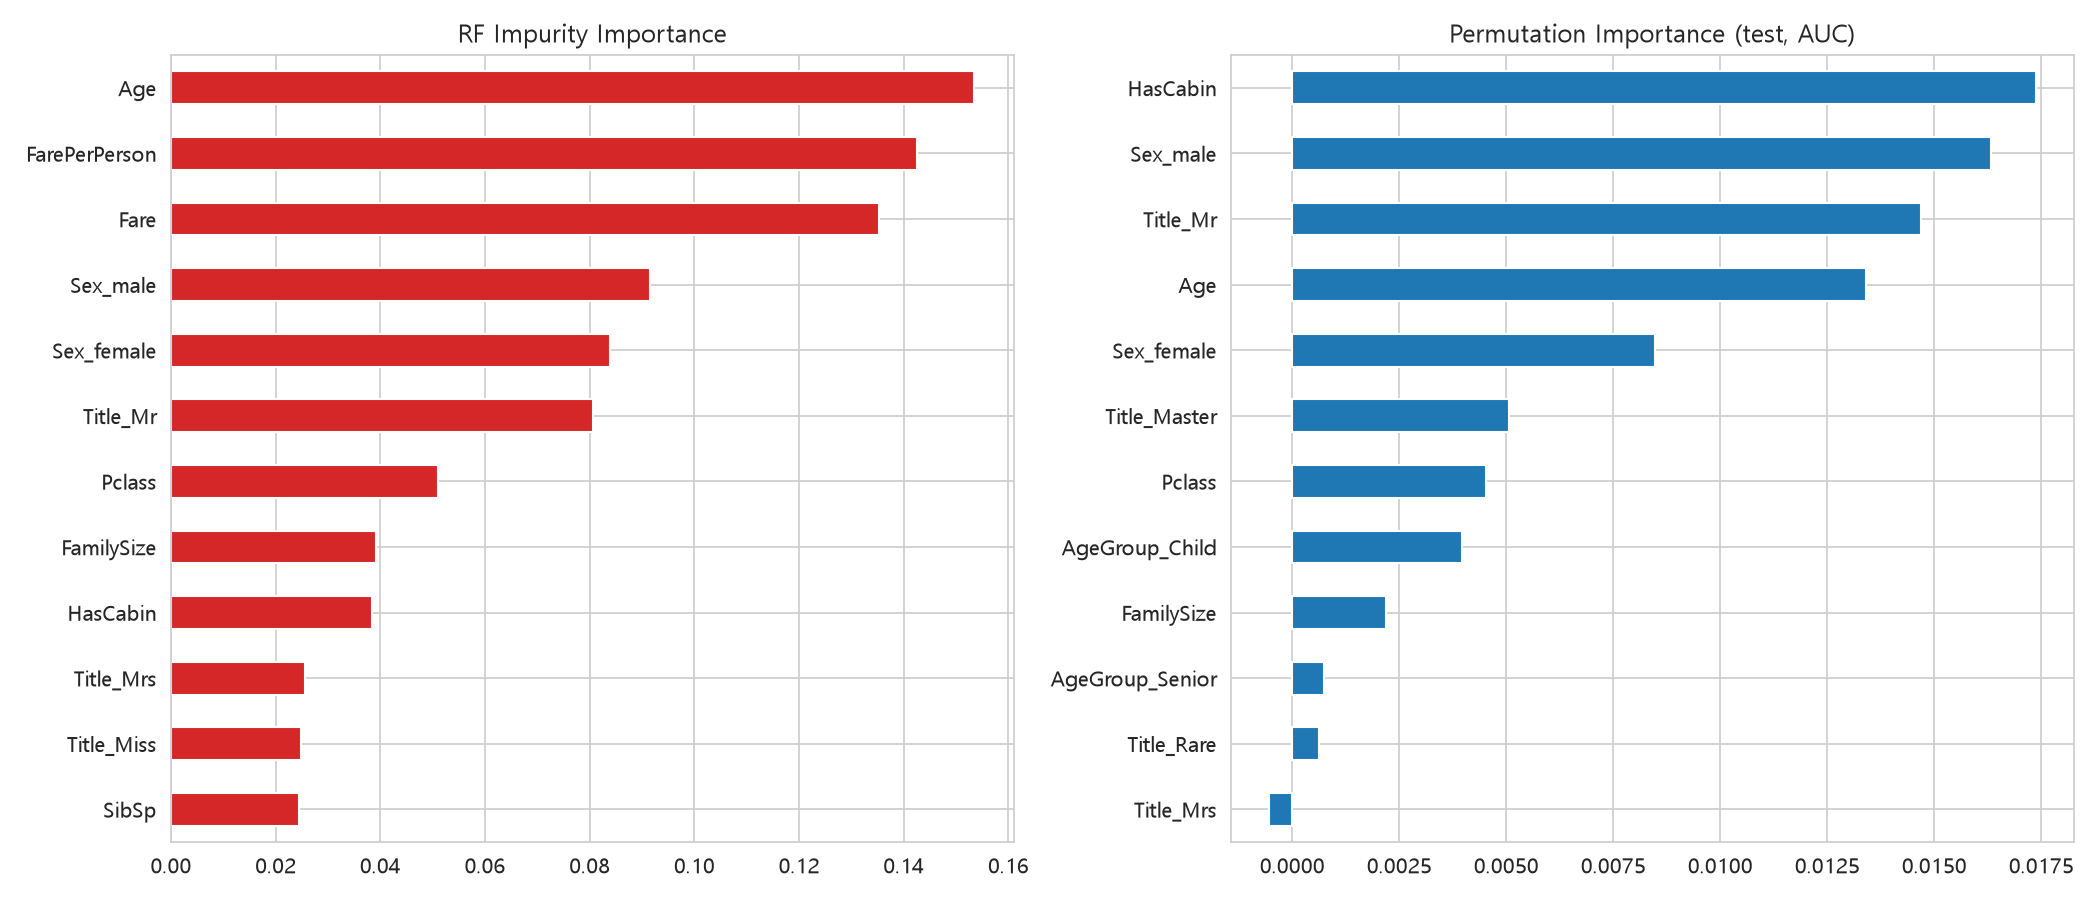 RF Impurity Importance
Age
FarePerPerson
Fare
Sex_male
Sex_female
Title_Mr
Pclass
FamilySize
HasCabin
Title_Mrs
Title_Miss
SibSp
0.00 0.02 0.04 0.06 0.08 0.10 0.12 0.14 0.16
Permutation Importance (test, AUC)
HasCabin
Sex_male
Title_Mr
Age
Sex_female
Title_Master
Pclass
AgeGroup_Child
FamilySize
AgeGroup_Senior
Title_Rare
Title_Mrs
0.0000 0.0025 0.0050 0.0075 0.0100 0.0125 0.0150 0.0175